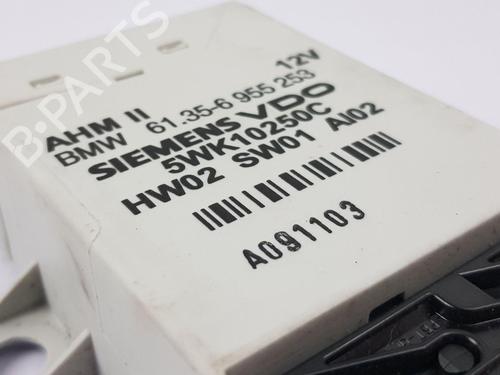 B-PARTS
AHM II 12V
BMW 61.35-6 955 253
SIEMENS VDO
5WK10250C
HW02 SW01 AI02
A091103